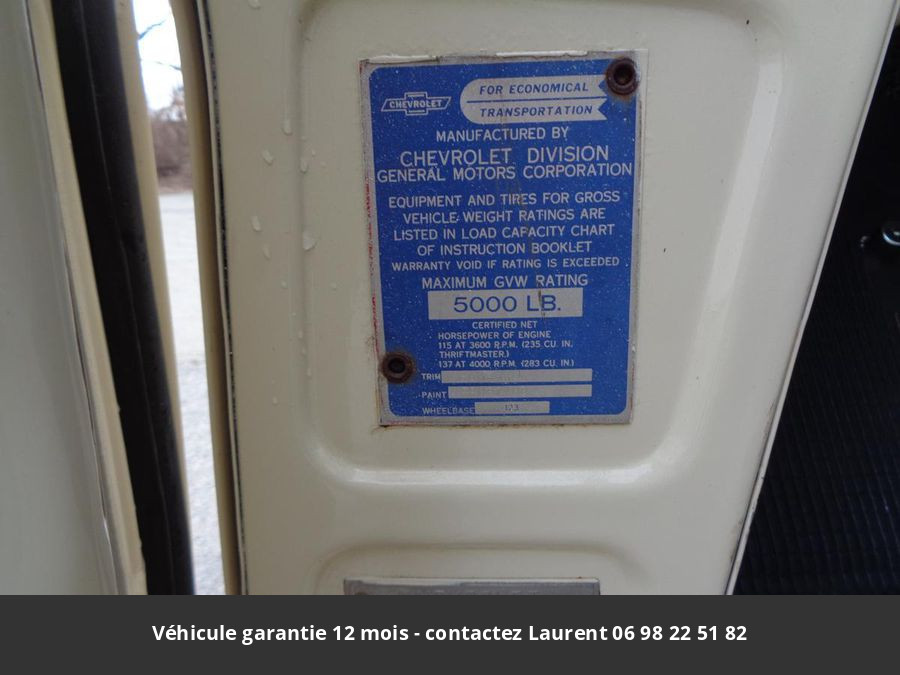 CHEVROLET
FOR ECONOMICAL
TRANSPORTATION
MANUFACTURED BY
CHEVROLET DIVISION
GENERAL MOTORS CORPORATION
EQUIPMENT AND TIRES FOR GROSS
VEHICLE WEIGHT RATINGS ARE
LISTED IN LOAD CAPACITY CHART
OF INSTRUCTION BOOKLET
WARRANTY VOID IF RATING IS EXCEEDED
MAXIMUM GVW RATING
5000 LB.
CERTIFIED NET
HORSEPOWER OF ENGINE
115 AT 3600 R.P.M. (235 CU. IN.
THRIFTMASTER.)
137 AT 4000 R.P.M. (283 CU. IN.)
TRIM
PAINT
WHEELBASE
Véhicule garantie 12 mois - contactez Laurent 06 98 22 51 82